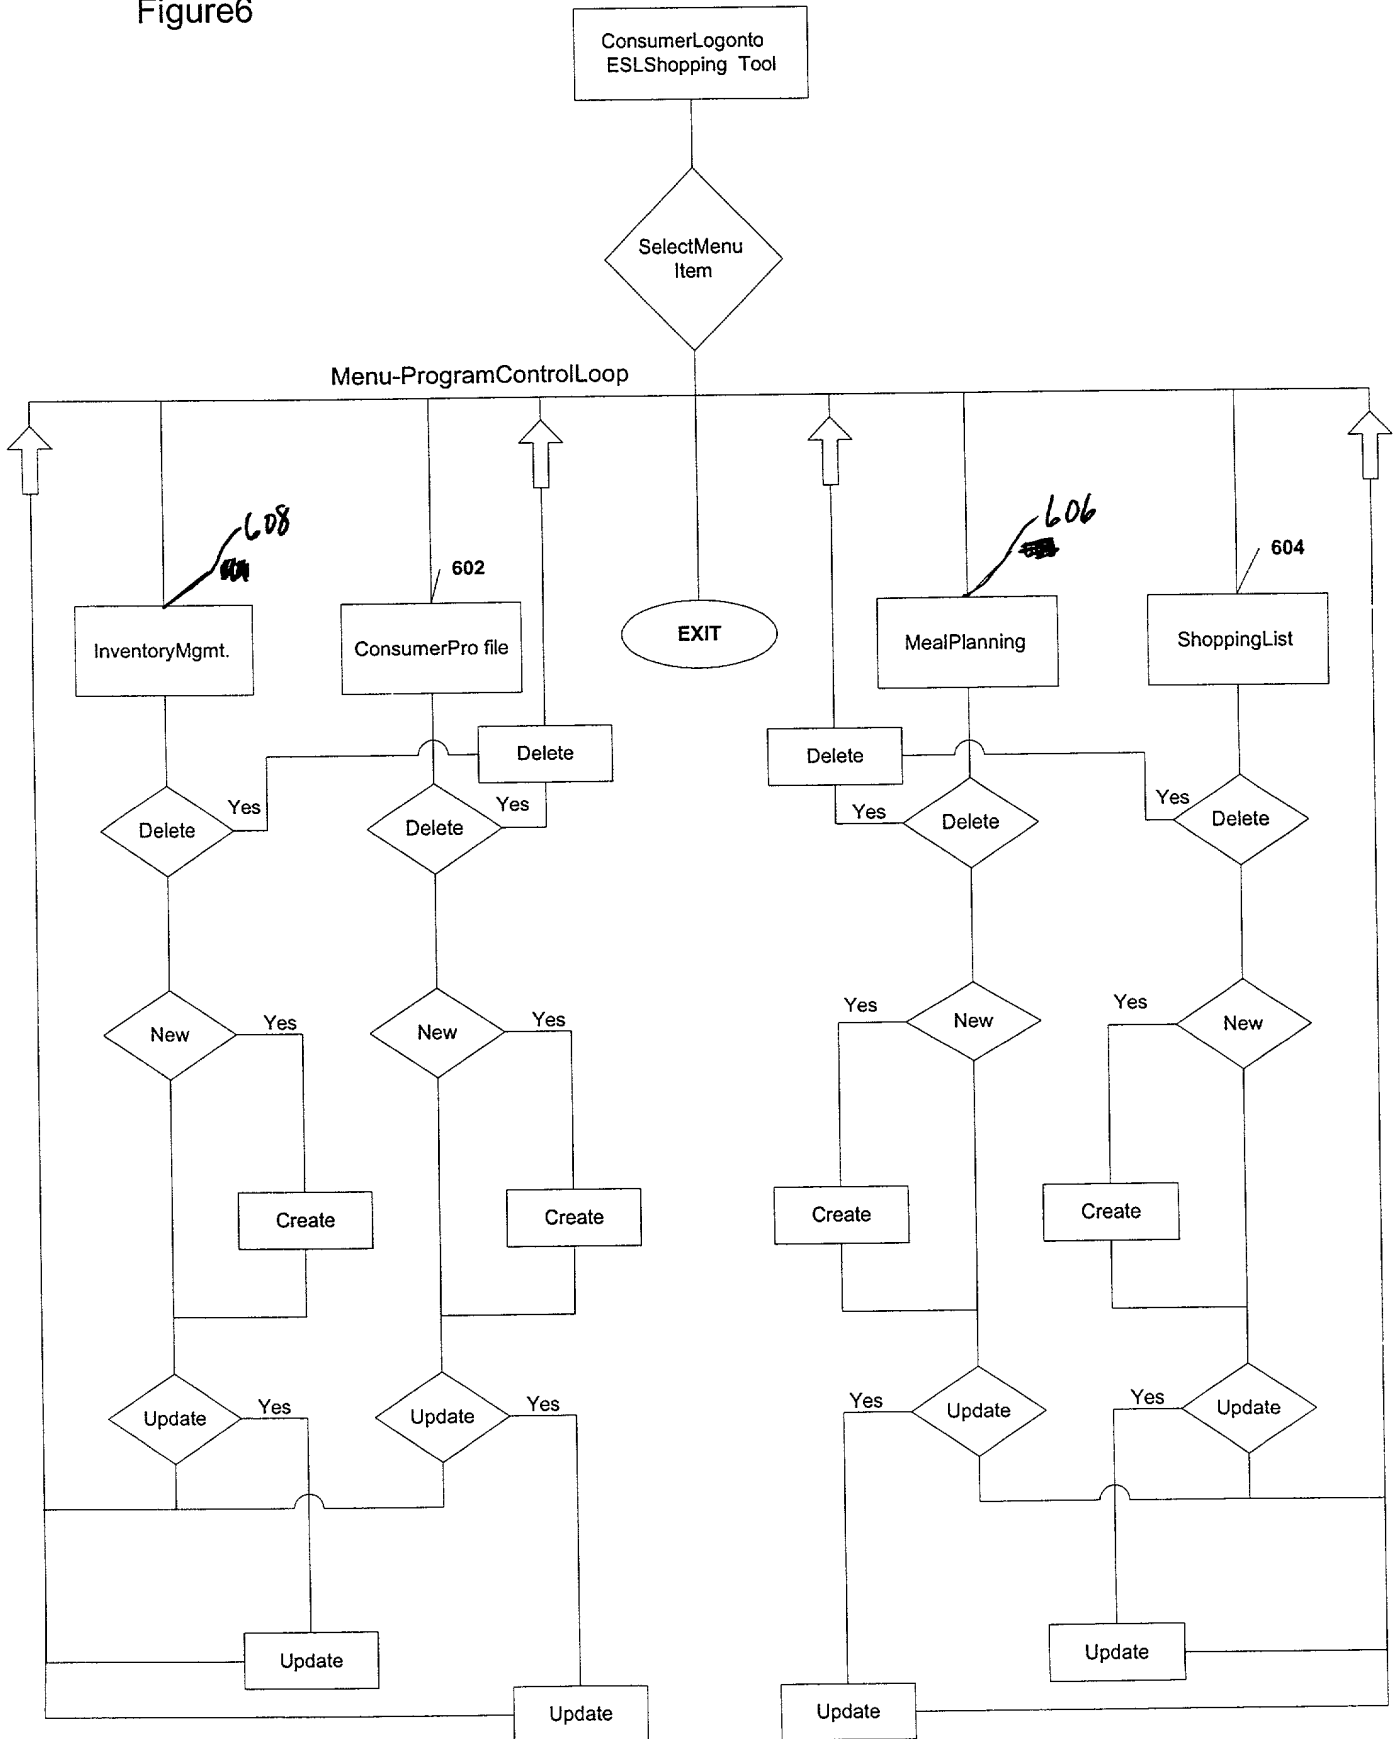 Figure6
ConsumerLogonto
ESLShopping Tool
SelectMenu
Item
Menu-ProgramControlLoop
608
602
606
604
InventoryMgmt.
ConsumerPro file
EXIT
MealPlanning
ShoppingList
Delete
Delete
Yes
Yes
Yes
Yes
Delete
Delete
Delete
Delete
Yes
Yes
Yes
Yes
New
New
New
New
Create
Create
Create
Create
Yes
Yes
Yes
Yes
Update
Update
Update
Update
Update
Update
Update
Update